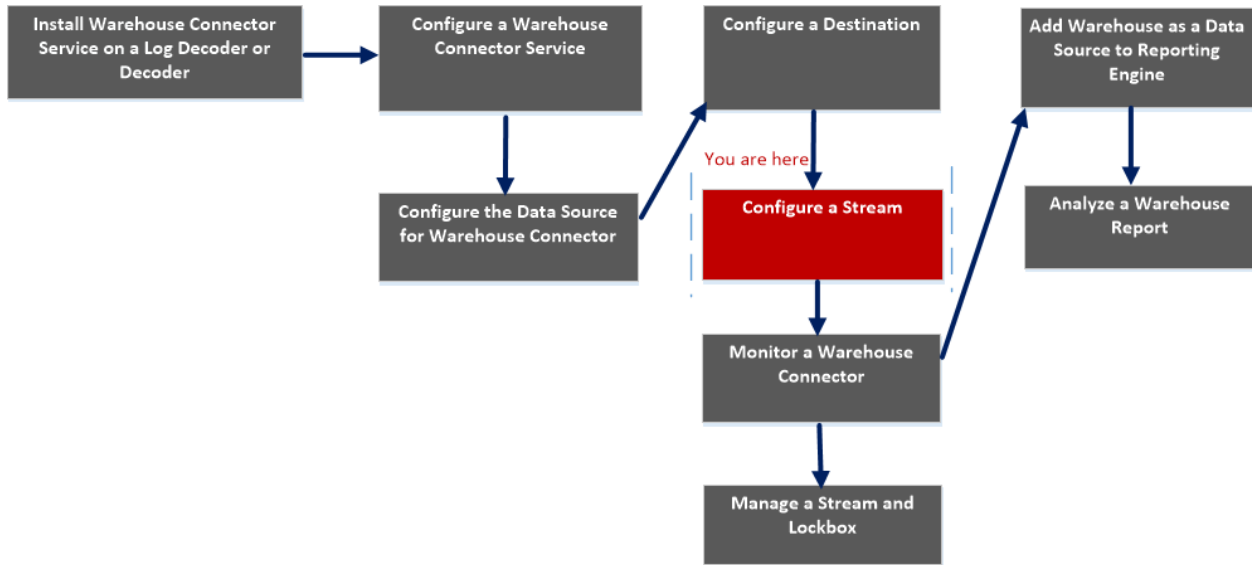 Install Warehouse Connector
Service on a Log Decoder or
Decoder
Configure a Warehouse
Connector Service
Configure the Data Source
for Warehouse Connector
Configure a Destination
You are here
Configure a Stream
Monitor a Warehouse
Connector
Manage a Stream and
Lockbox
Add Warehouse as a Data
Source to Reporting
Engine
Analyze a Warehouse
Report